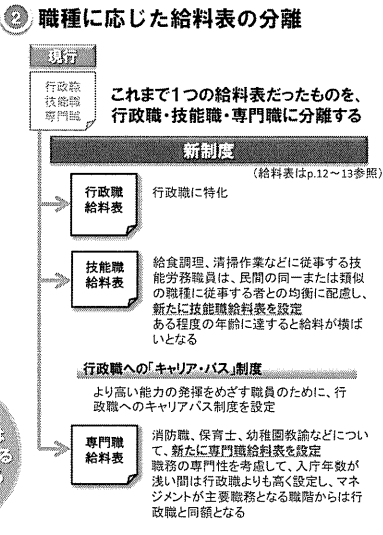 ② 職種に応じた給料表の分離
現行
行政職
技能職
専門職
これまで1つの給料表だったものを、
行政職・技能職・専門職に分離する
新制度
(給料表はp.12～13参照)
行政職
給料表
行政職に特化
技能職
給料表
給食調理、清掃作業などに従事する技
能労務職員は、民間の同一または類似
の職種に従事する者との均衡に配慮し、
新たに技能職給料表を設定
ある程度の年齢に達すると給料が横ば
いとなる
行政職への「キャリア・パス」制度
より高い能力の発揮をめざす職員のために、行
政職へのキャリアパス制度を設定
専門職
給料表
消防職、保育士、幼稚園教諭などについ
て、新たに専門職給料表を設定
職務の専門性を考慮して、入庁年数が
浅い間は行政職よりも高く設定し、マネ
ジメントが主要職務となる職階からは行
政職と同額となる
は
る